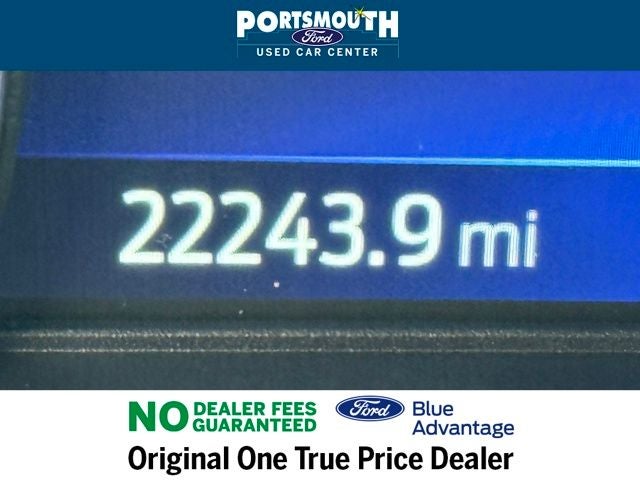 PORTSMOUTH
Ford
USED CAR CENTER
22243.9 mi
NO DEALER FEES
GUARANTEED
Ford
Blue
Advantage
Original One True Price Dealer